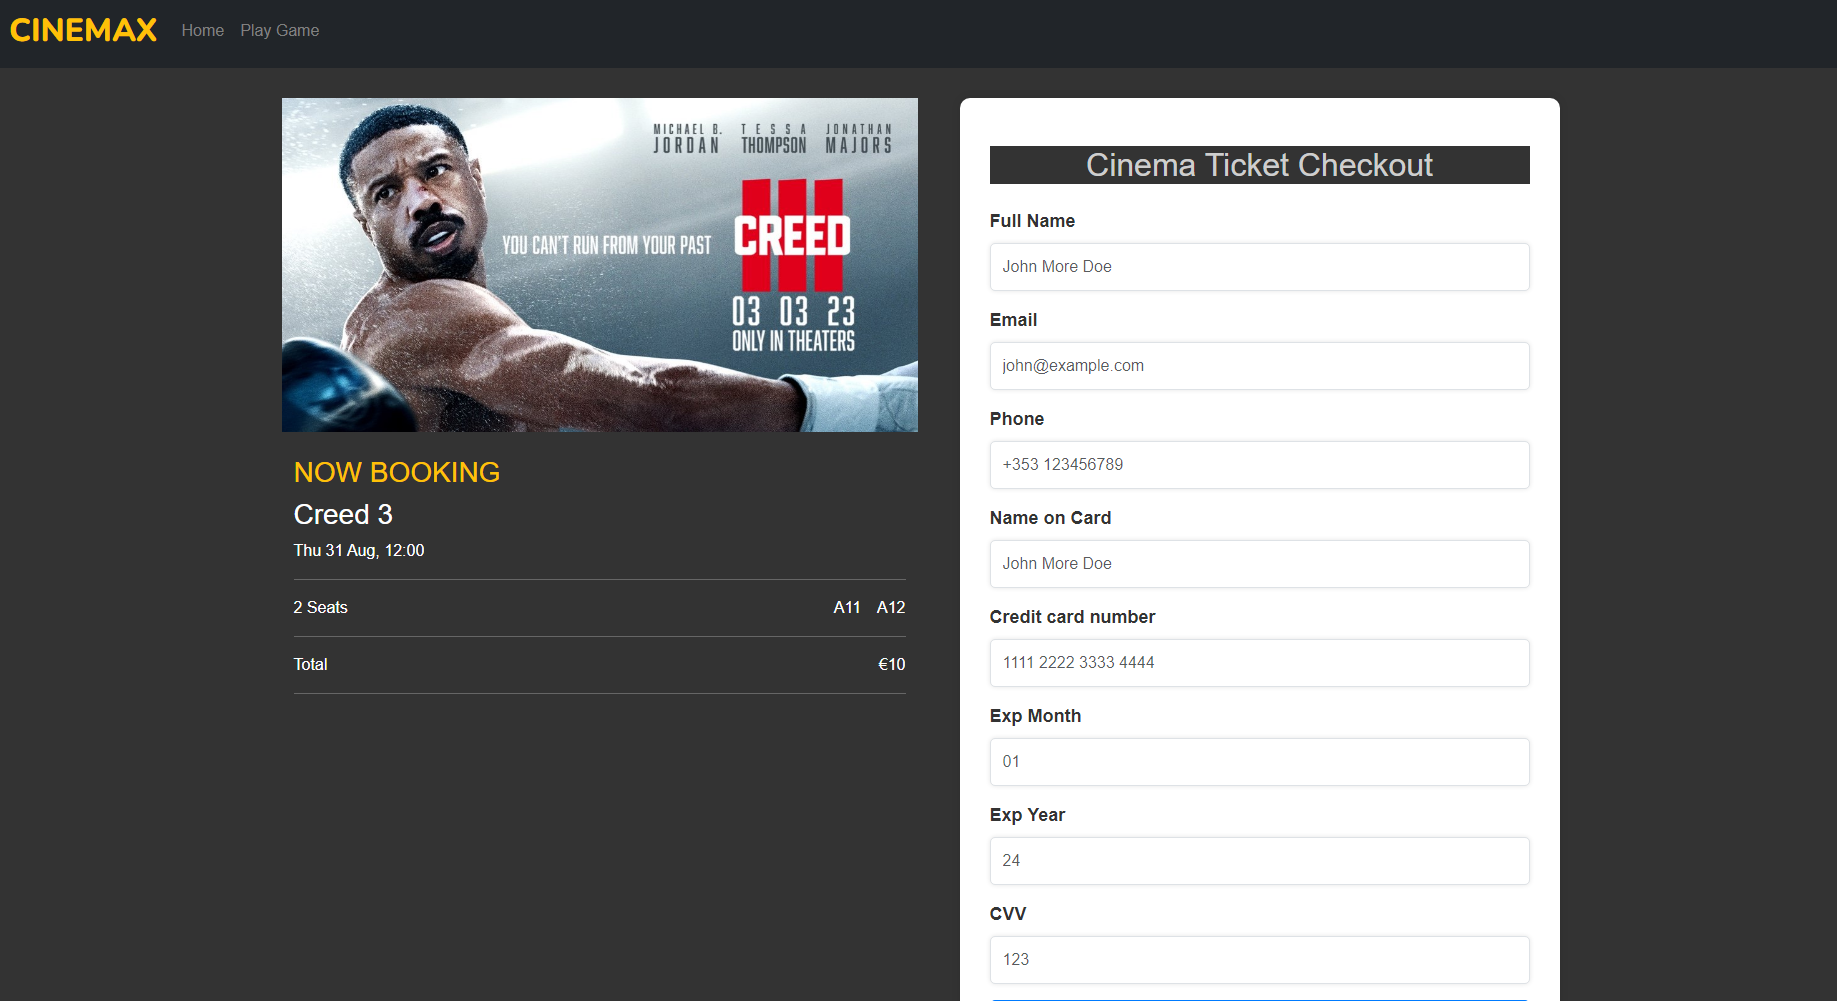 CINEMAX Home Play Game
MICHAEL B. JORDAN TESSA THOMPSON JONATHAN MAJORS
YOU CAN'T RUN FROM YOUR PAST
CREED
III
03 03 23
ONLY IN THEATERS
NOW BOOKING
Creed 3
Thu 31 Aug, 12:00
2 Seats A11 A12
Total €10
Cinema Ticket Checkout
Full Name
John More Doe
Email
john@example.com
Phone
+353 123456789
Name on Card
John More Doe
Credit card number
1111 2222 3333 4444
Exp Month
01
Exp Year
24
CVV
123